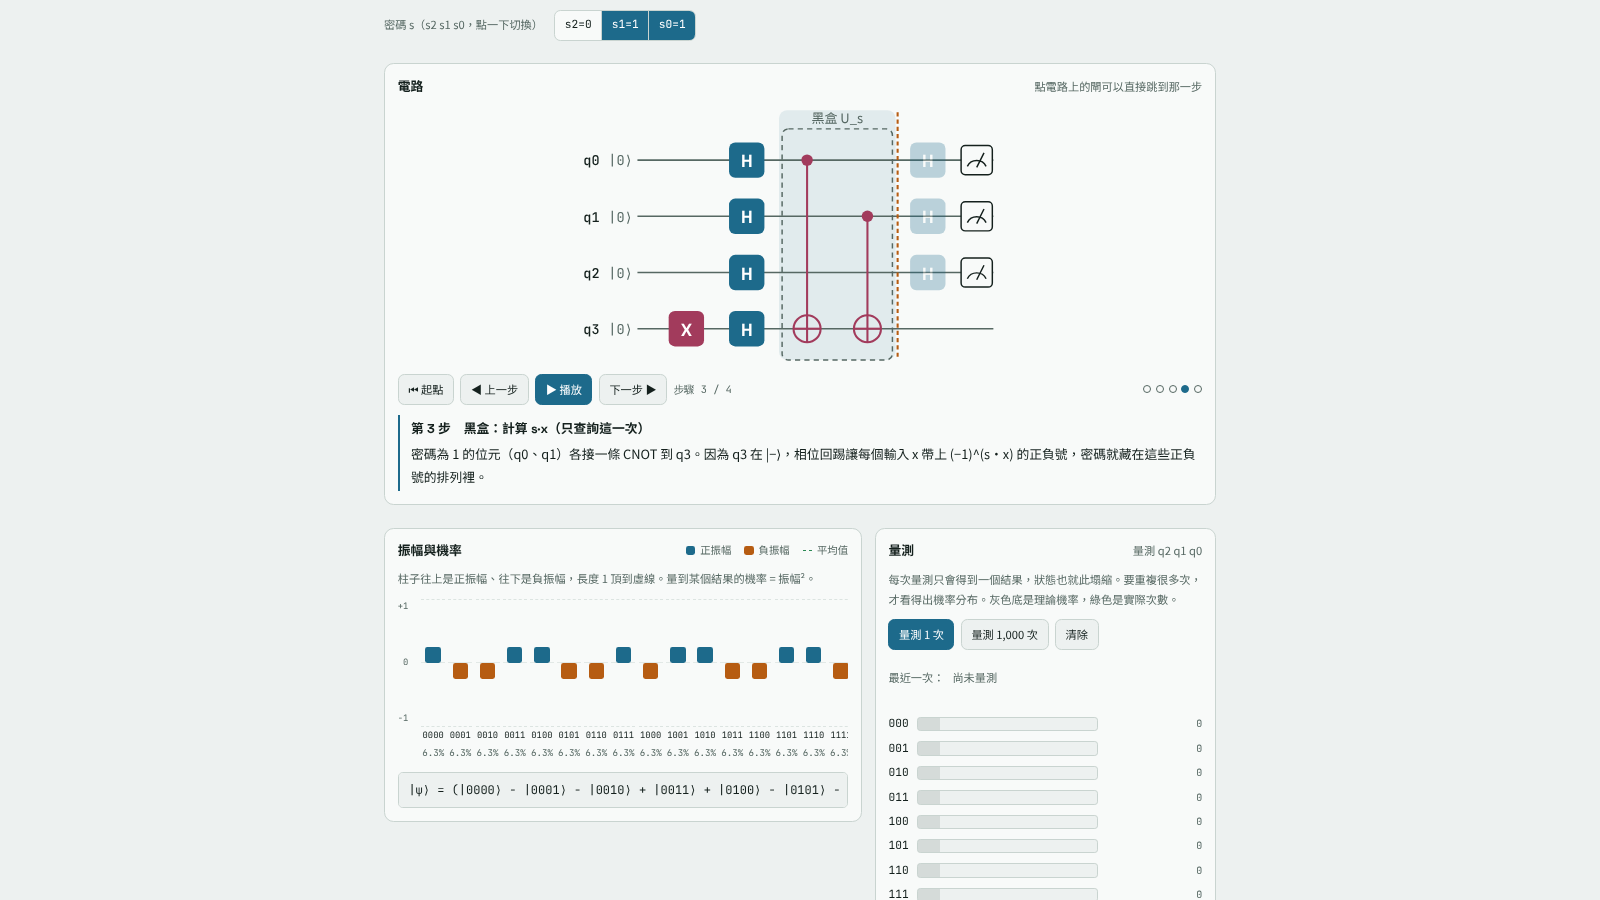 密碼 s（s2 s1 s0，點一下切換） s2=0 s1=1 s0=1
電路 點電路上的閘可以直接跳到那一步
黑盒 U_s
q0 |0⟩ H H
q1 |0⟩ H H
q2 |0⟩ H H
q3 |0⟩ X H
⏮ 起點 ◀ 上一步 ▶ 播放 下一步 ▶ 步驟 3 / 4
第 3 步 黑盒：計算 s·x（只查詢這一次）
密碼為 1 的位元（q0、q1）各接一條 CNOT 到 q3。因為 q3 在 |−⟩，相位回踢讓每個輸入 x 帶上 (−1)^(s·x) 的正負號，密碼就藏在這些正負
號的排列裡。
振幅與機率 正振幅 負振幅 平均值
柱子往上是正振幅、往下是負振幅，長度 1 頂到虛線。量到某個結果的機率 = 振幅²。
+1
0
-1
0000 0001 0010 0011 0100 0101 0110 0111 1000 1001 1010 1011 1100 1101 1110 1111
6.3% 6.3% 6.3% 6.3% 6.3% 6.3% 6.3% 6.3% 6.3% 6.3% 6.3% 6.3% 6.3% 6.3% 6.3% 6.3%
|ψ⟩ = (|0000⟩ - |0001⟩ - |0010⟩ + |0011⟩ + |0100⟩ - |0101⟩ -
量測 量測 q2 q1 q0
每次量測只會得到一個結果，狀態也就此塌縮。要重複很多次，
才看得出機率分布。灰色底是理論機率，綠色是實際次數。
量測 1 次 量測 1,000 次 清除
最近一次： 尚未量測
000 0
001 0
010 0
011 0
100 0
101 0
110 0
111 0